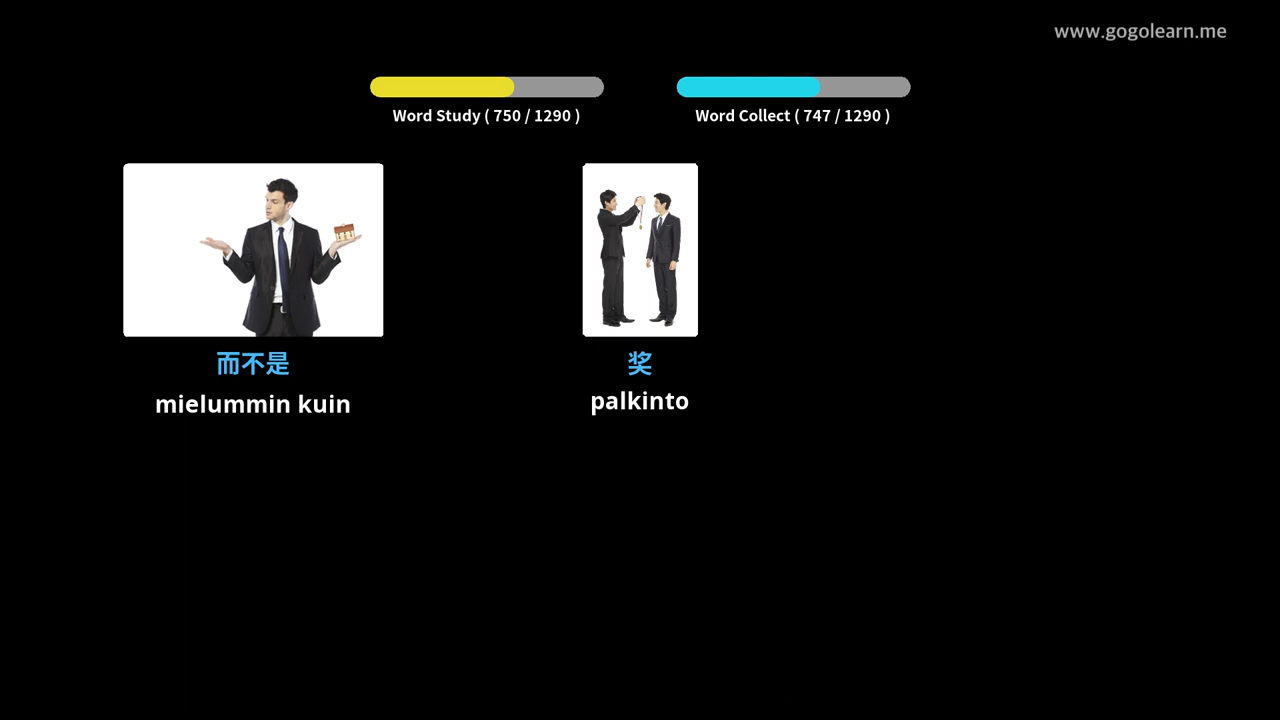 www.gogolearn.me
Word Study ( 750 / 1290 )
Word Collect ( 747 / 1290 )
而不是
mielummin kuin
奖
palkinto